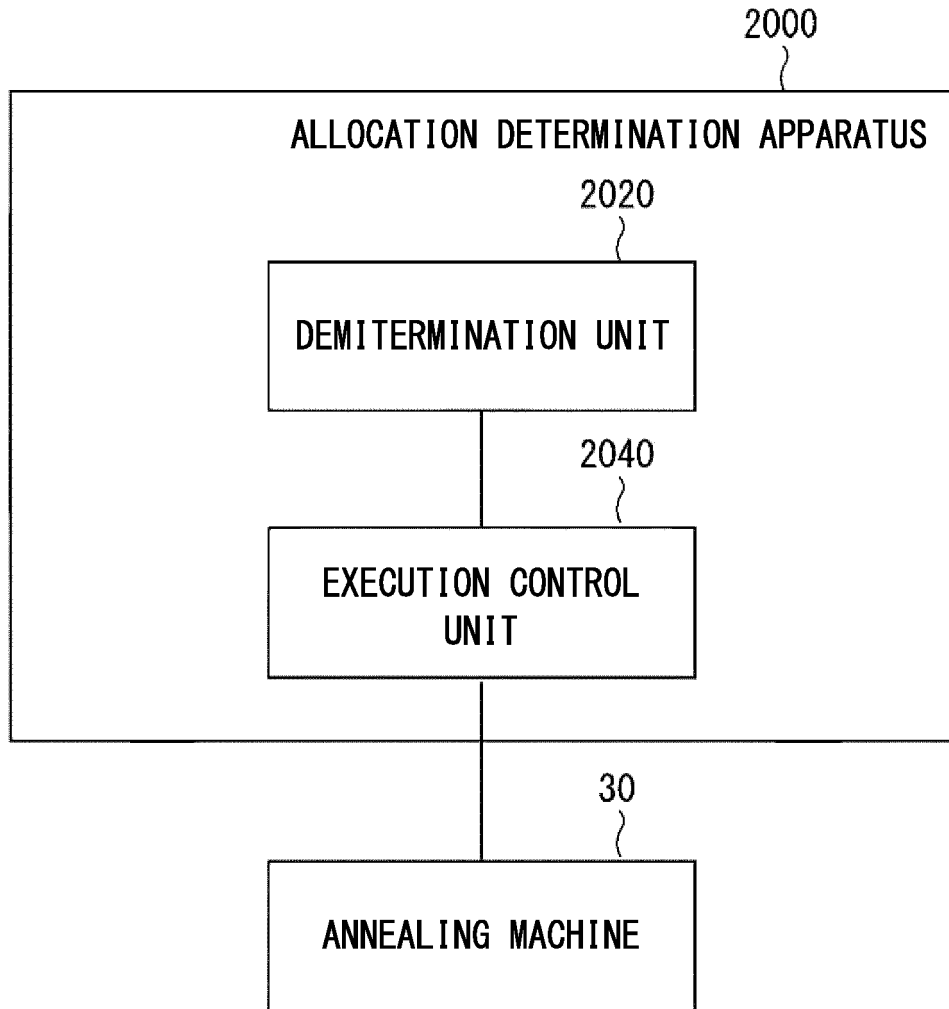 2000
ALLOCATION DETERMINATION APPARATUS
2020
DEMITERMINATION UNIT
2040
EXECUTION CONTROL
UNIT
30
ANNEALING MACHINE